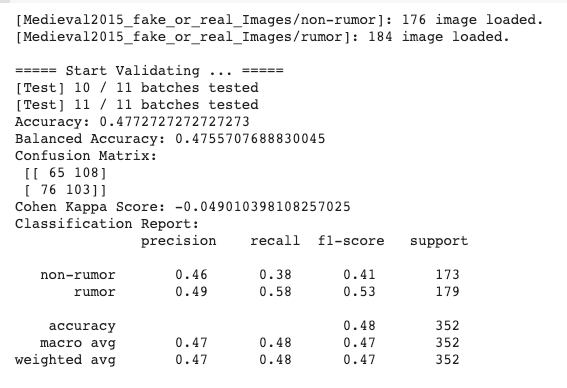 [Medieval2015_fake_or_real_Images/non-rumor]: 176 image loaded.
[Medieval2015_fake_or_real_Images/rumor]: 184 image loaded.
===== Start Validating ... =====
[Test] 10 / 11 batches tested
[Test] 11 / 11 batches tested
Accuracy: 0.4772727272727273
Balanced Accuracy: 0.4755707688830045
Confusion Matrix:
[[ 65 108]
[ 76 103]]
Cohen Kappa Score: -0.049010398108257025
Classification Report:
precision recall f1-score support
non-rumor 0.46 0.38 0.41 173
rumor 0.49 0.58 0.53 179
accuracy 0.48 352
macro avg 0.47 0.48 0.47 352
weighted avg 0.47 0.48 0.47 352